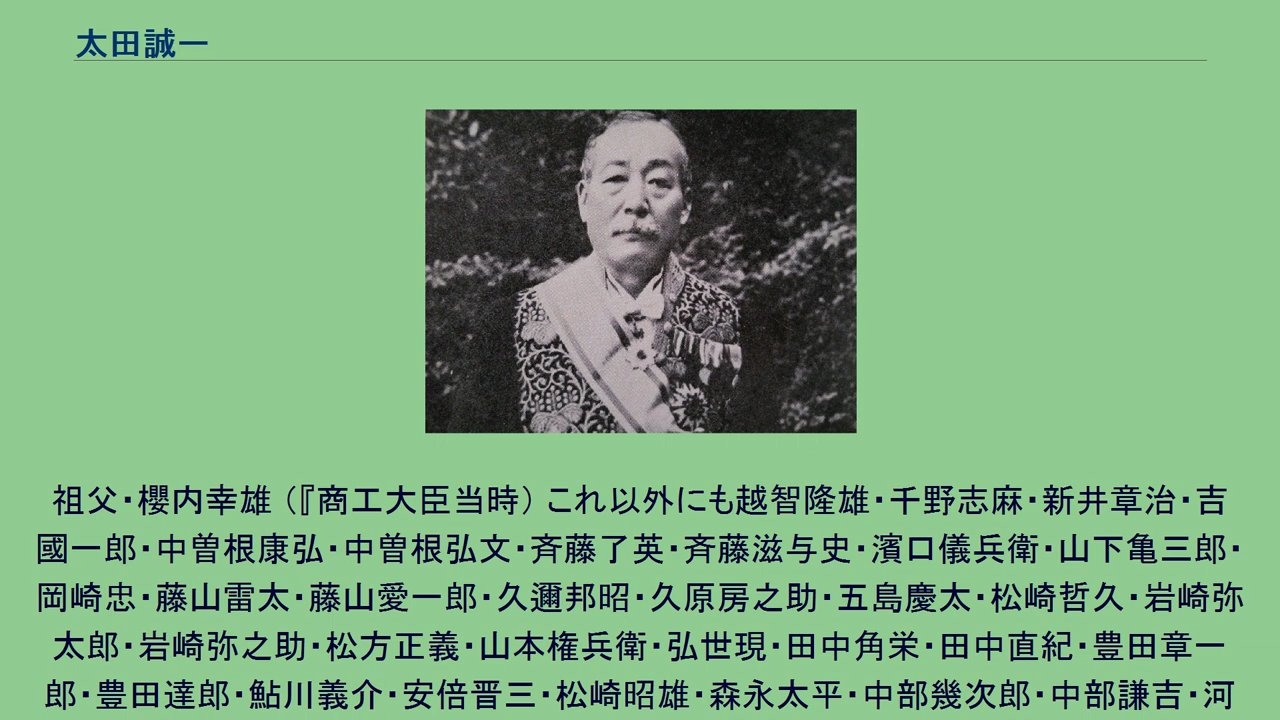 太田誠一
祖父・櫻内幸雄（『商工大臣当時）これ以外にも越智隆雄・千野志麻・新井章治・吉
國一郎・中曽根康弘・中曽根弘文・斉藤了英・斉藤滋与史・濱口儀兵衛・山下亀三郎・
岡崎忠・藤山雷太・藤山愛一郎・久邇邦昭・久原房之助・五島慶太・松崎哲久・岩崎弥
太郎・岩崎弥之助・松方正義・山本権兵衛・弘世現・田中角栄・田中直紀・豊田章一
郎・豊田達郎・鮎川義介・安倍晋三・松崎昭雄・森永太平・中部幾次郎・中部謙吉・河